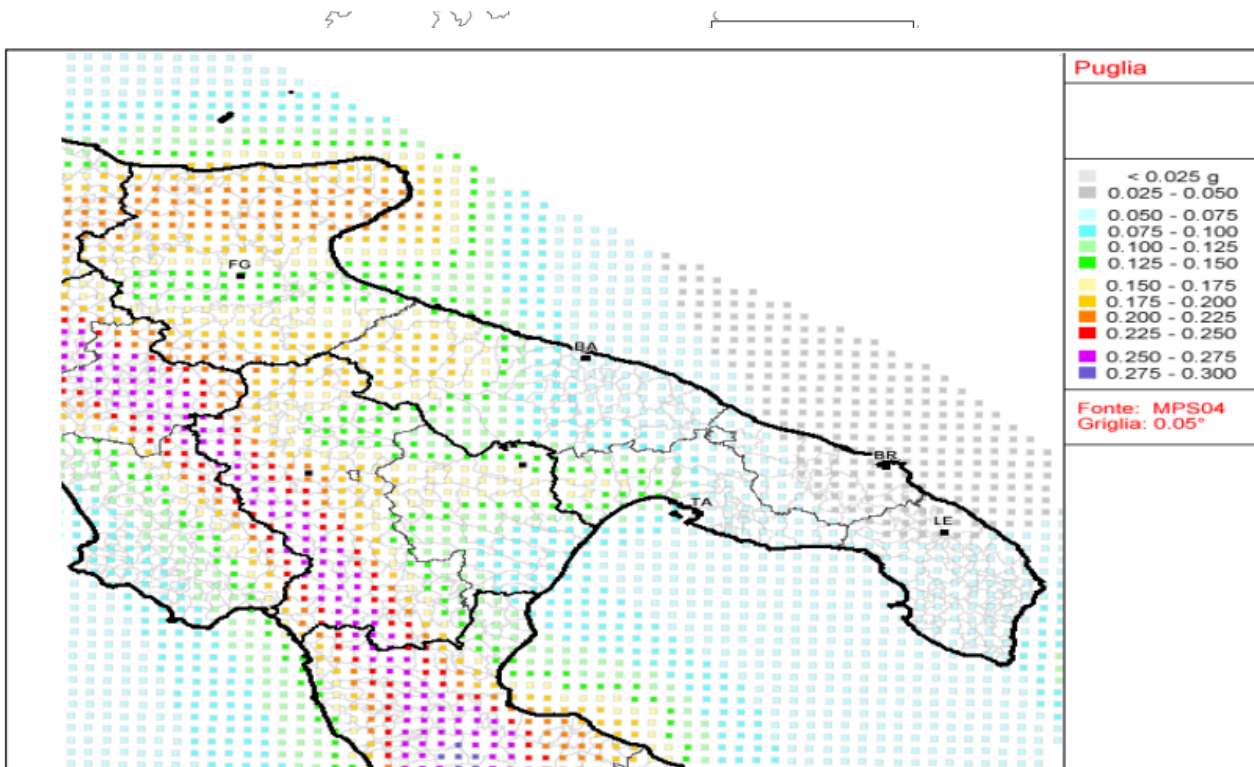 Puglia
< 0.025 g
0.025 - 0.050
0.050 - 0.075
0.075 - 0.100
0.100 - 0.125
0.125 - 0.150
0.150 - 0.175
0.175 - 0.200
0.200 - 0.225
0.225 - 0.250
0.250 - 0.275
0.275 - 0.300
Fonte: MPS04
Griglia: 0.05°
FG
BA
BR
TA
LE